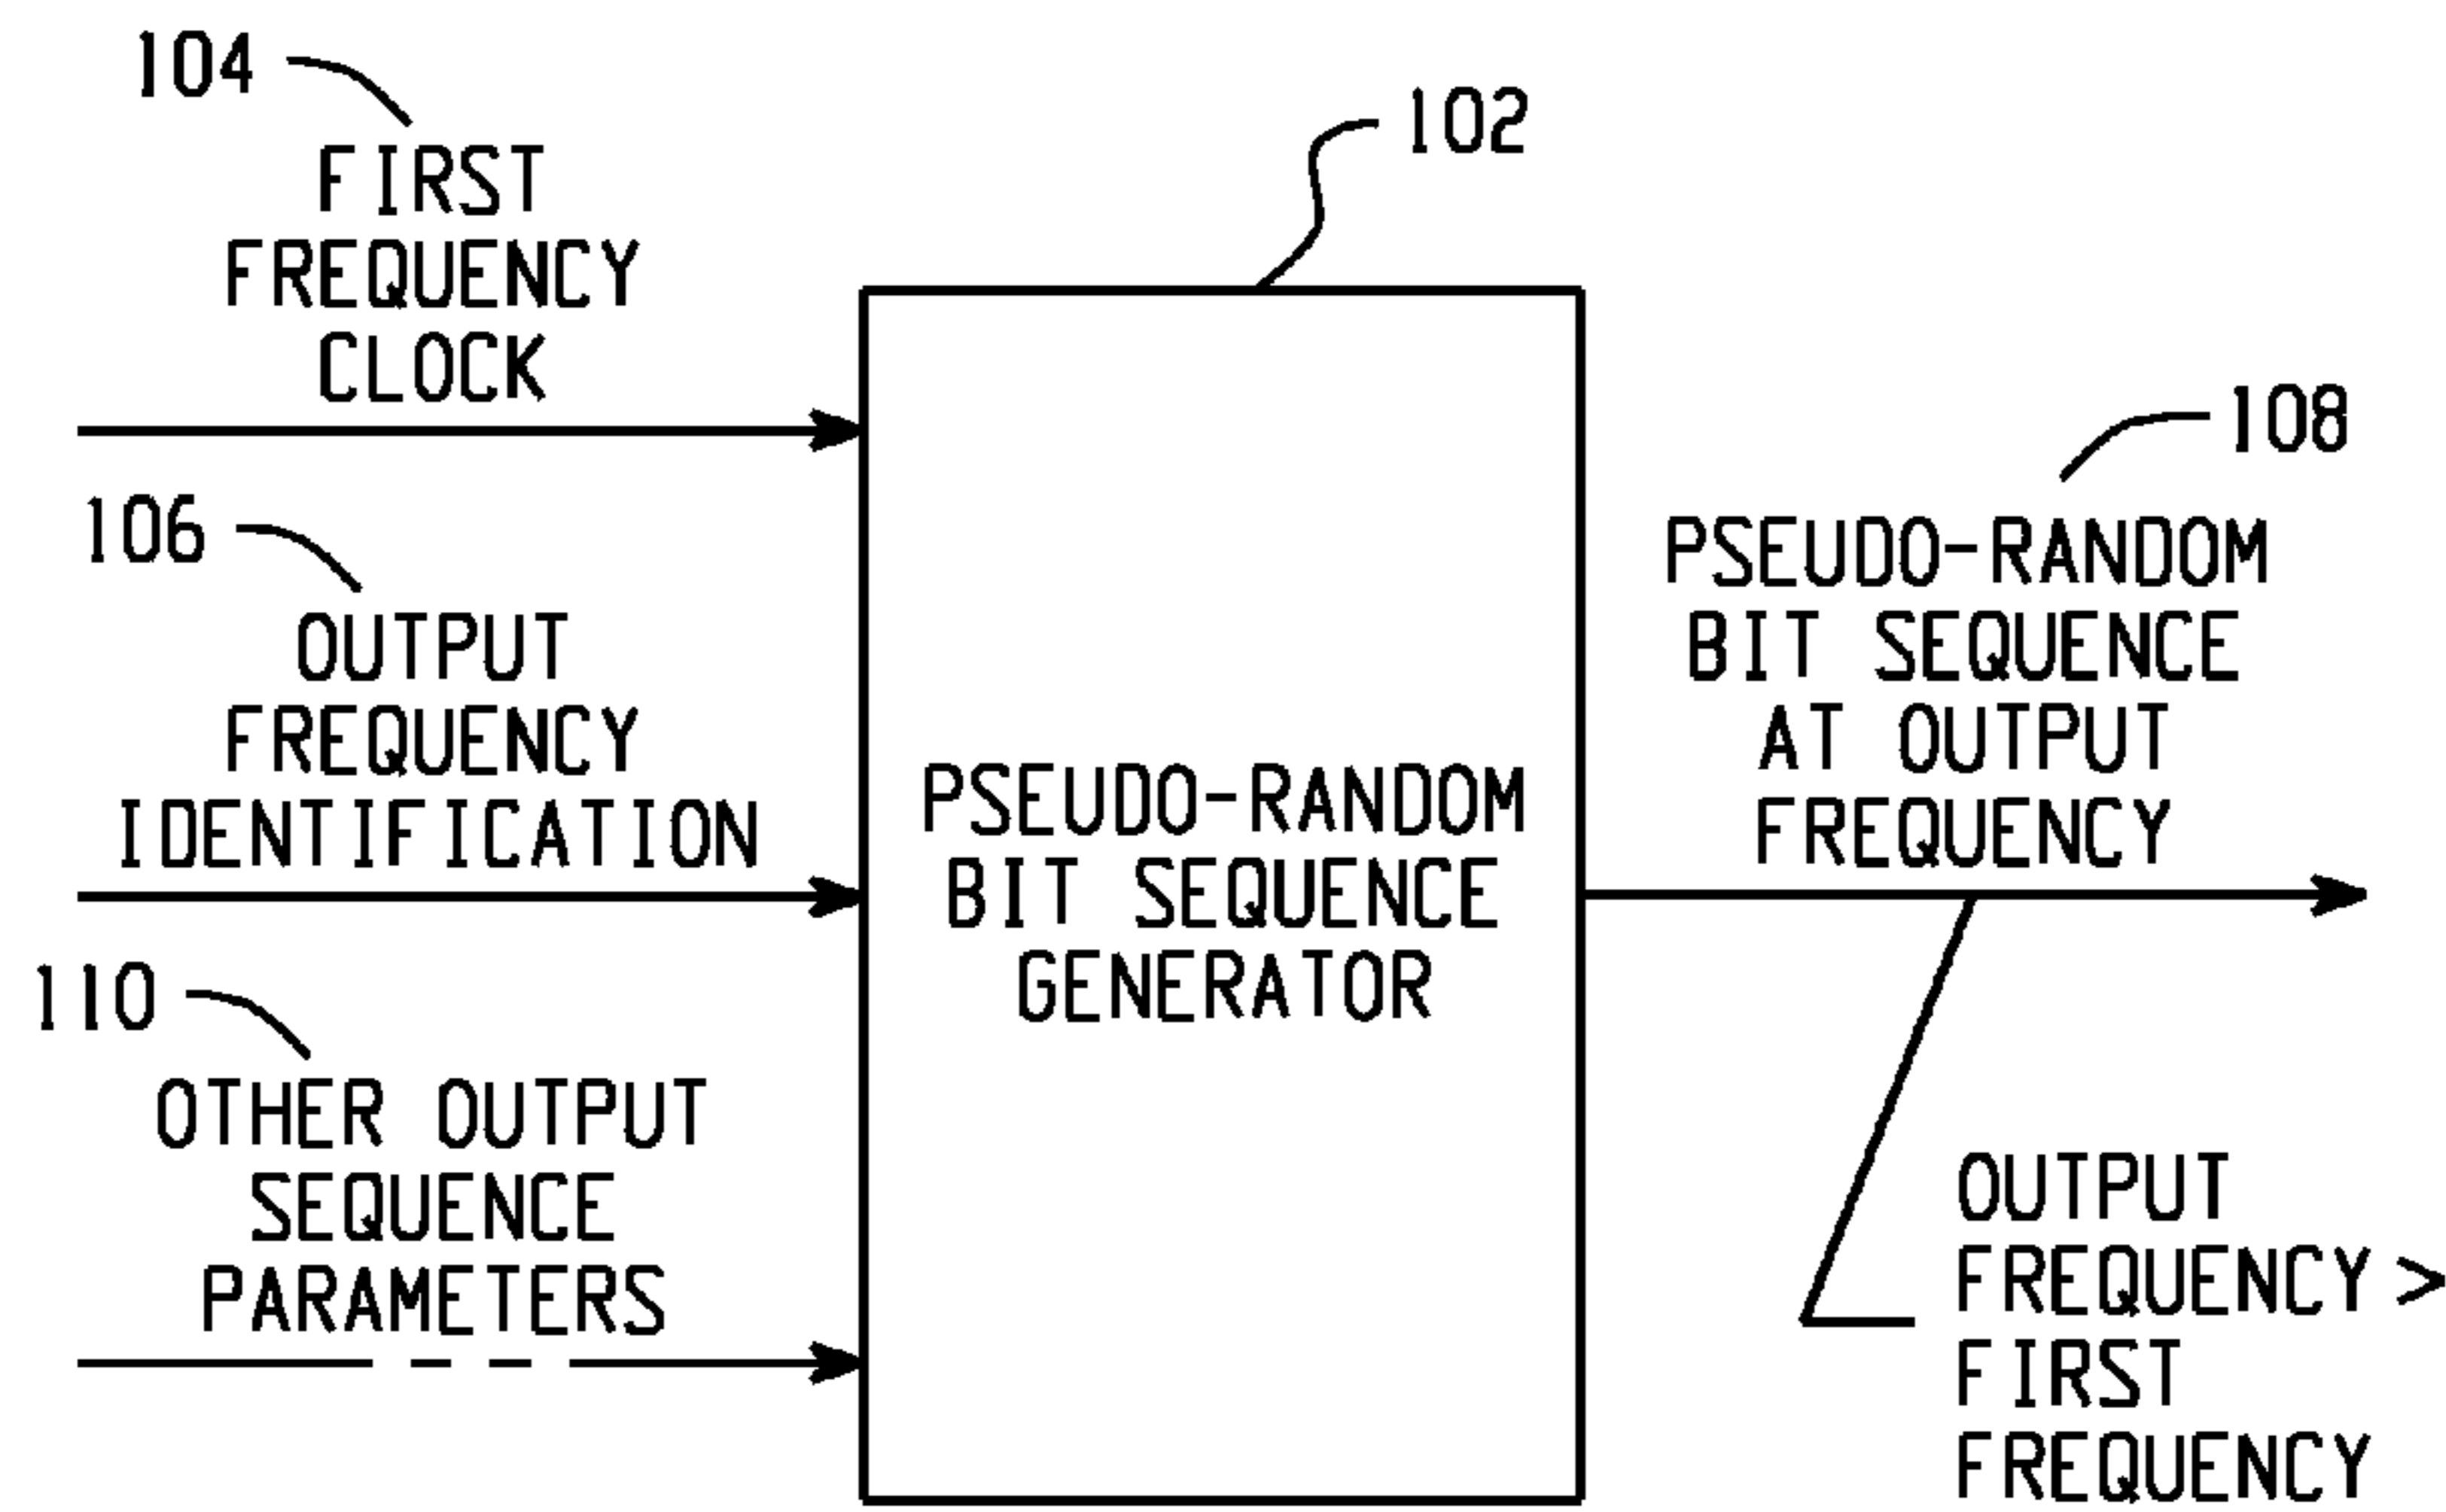 104
FIRST
FREQUENCY
CLOCK
106
OUTPUT
FREQUENCY
IDENTIFICATION
110
OTHER OUTPUT
SEQUENCE
PARAMETERS
102
PSEUDO-RANDOM
BIT SEQUENCE
GENERATOR
108
PSEUDO-RANDOM
BIT SEQUENCE
AT OUTPUT
FREQUENCY
OUTPUT
FREQUENCY >
FIRST
FREQUENCY